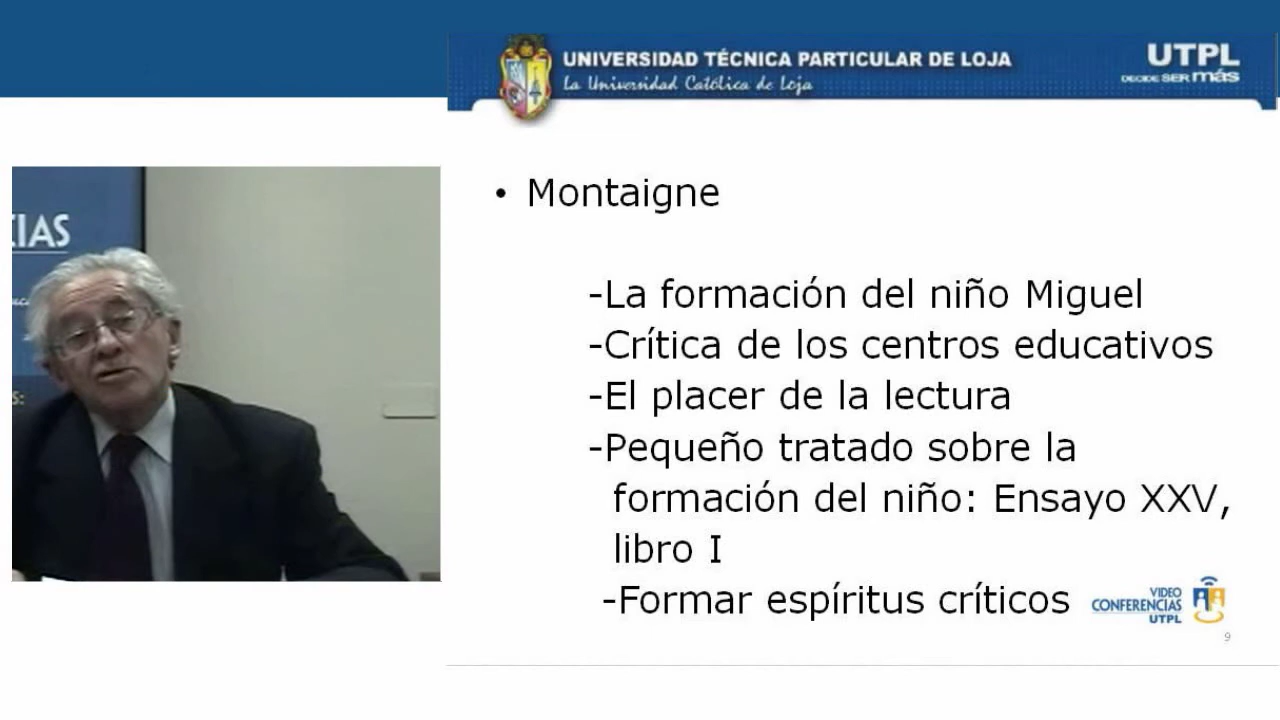 UNIVERSIDAD TÉCNICA PARTICULAR DE LOJA
La Universidad Católica de Loja
UTPL
DECIDE SER más
CIAS
S:
• Montaigne
-La formación del niño Miguel
-Crítica de los centros educativos
-El placer de la lectura
-Pequeño tratado sobre la
formación del niño: Ensayo XXV,
libro I
-Formar espíritus críticos
VIDEO
CONFERENCIAS
UTPL
9